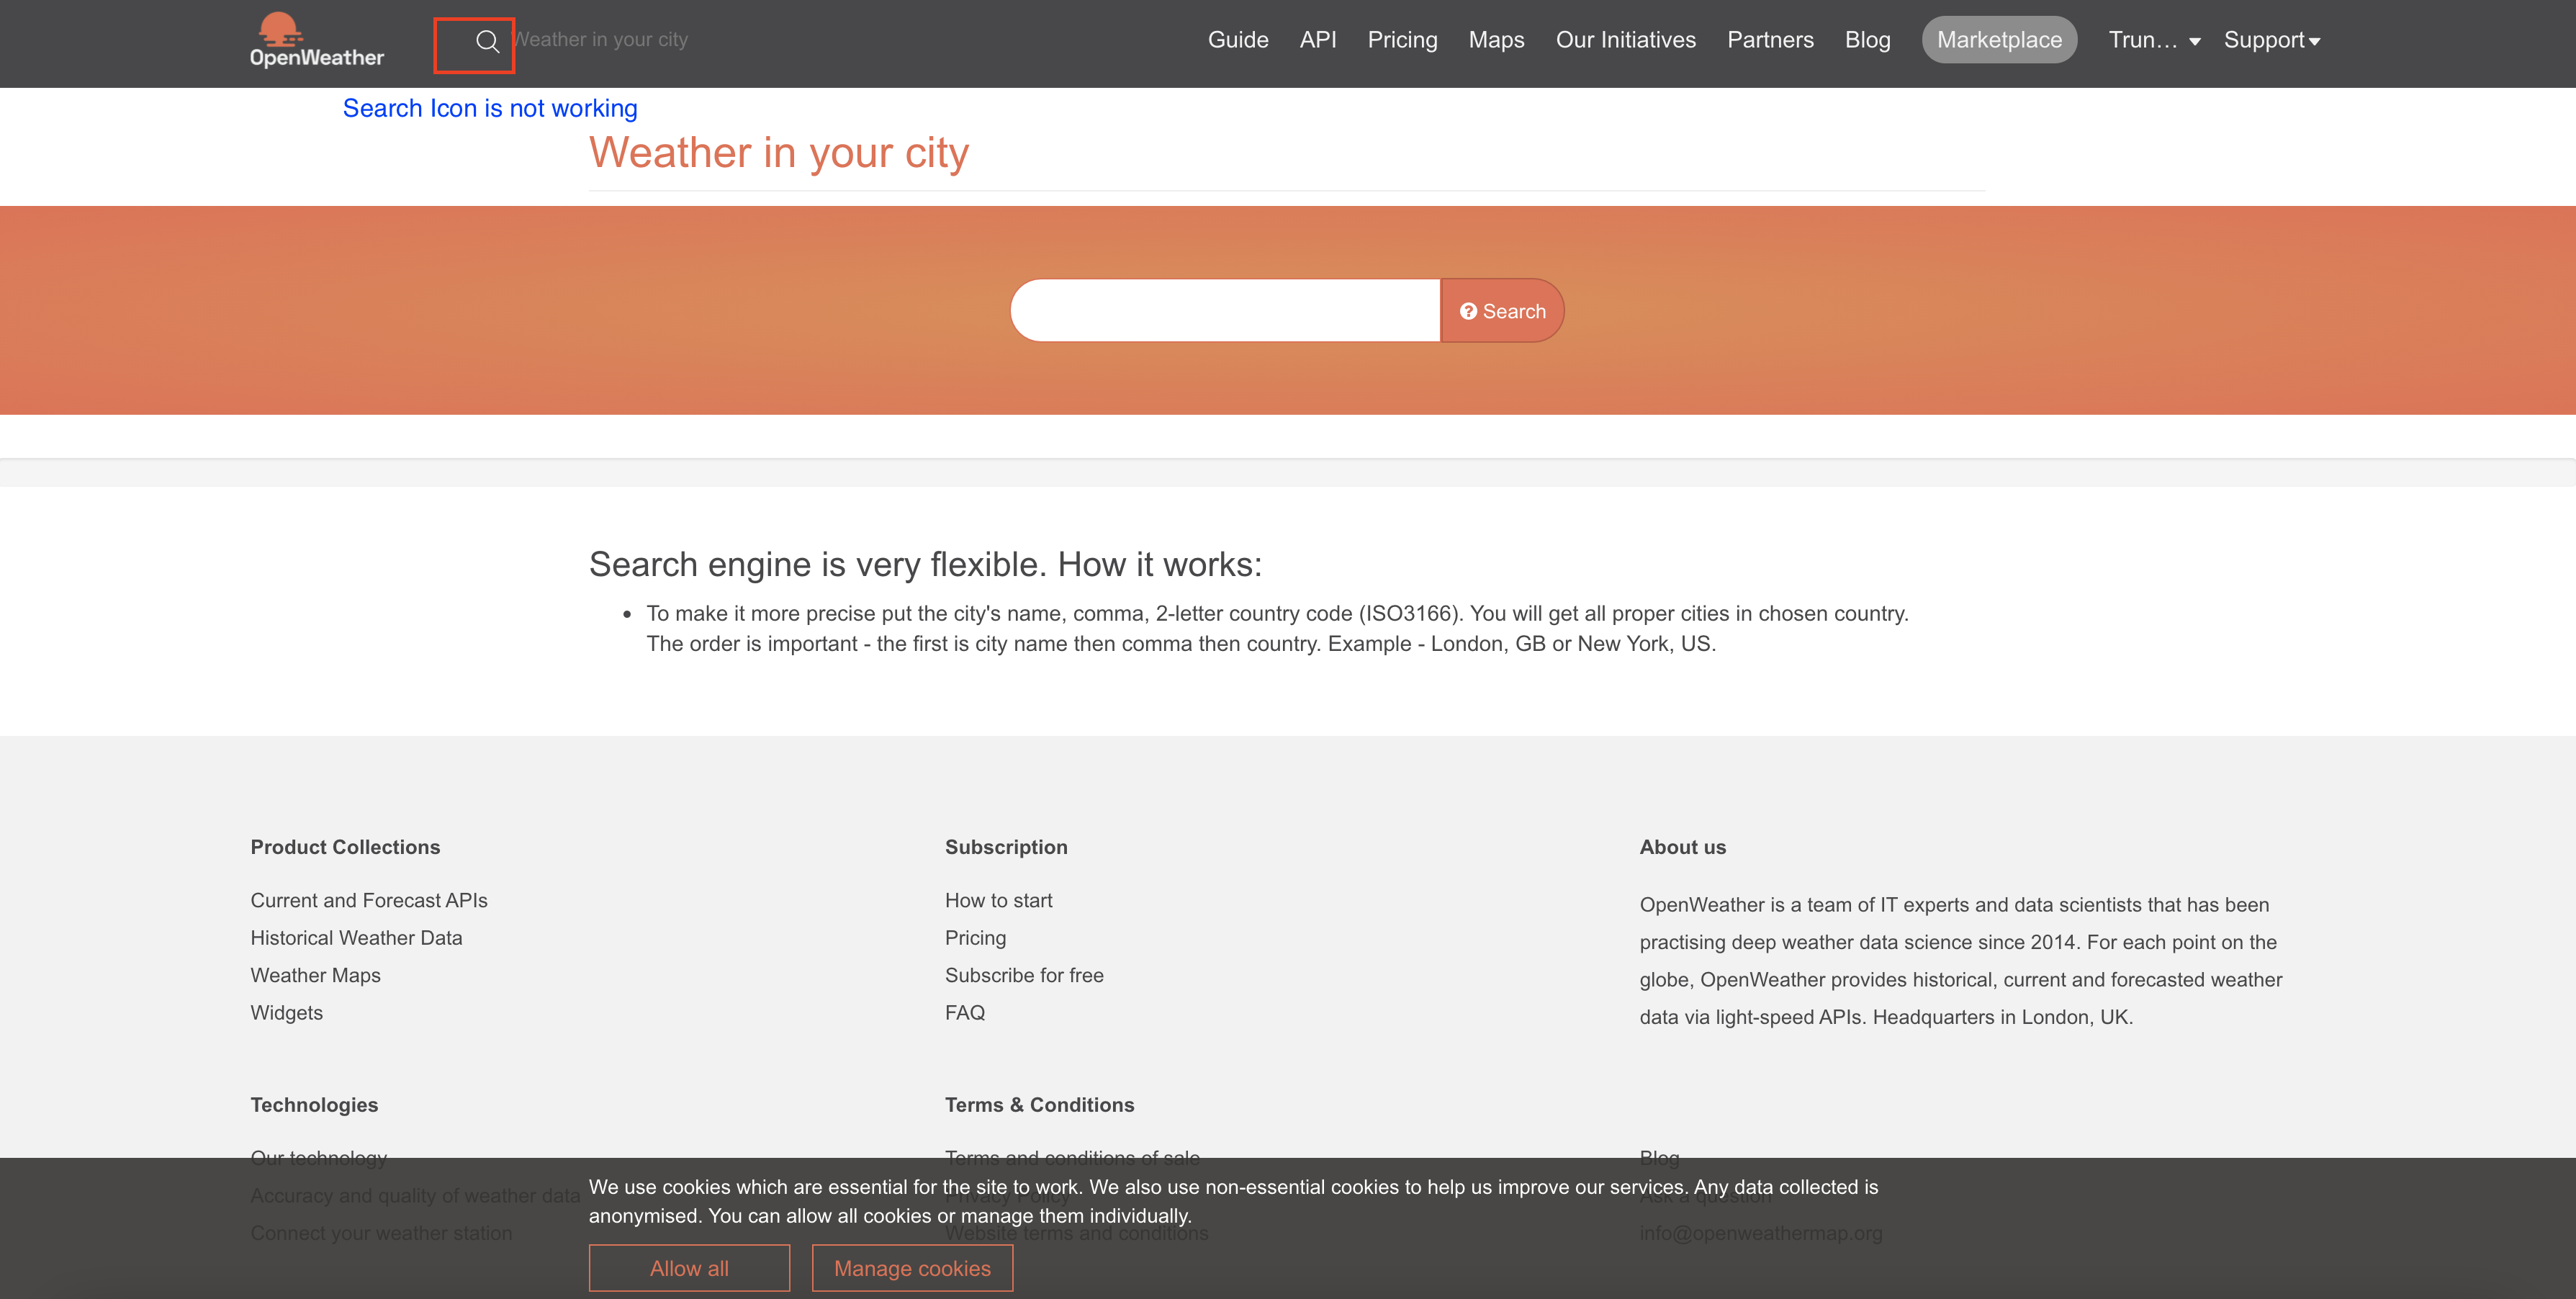 OpenWeather
Weather in your city
Guide API Pricing Maps Our Initiatives Partners Blog Marketplace Trun... Support
Search Icon is not working
Weather in your city
Search
Search engine is very flexible. How it works:
To make it more precise put the city's name, comma, 2-letter country code (ISO3166). You will get all proper cities in chosen country.
The order is important - the first is city name then comma then country. Example - London, GB or New York, US.
Product Collections
Current and Forecast APIs
Historical Weather Data
Weather Maps
Widgets
Subscription
How to start
Pricing
Subscribe for free
FAQ
About us
OpenWeather is a team of IT experts and data scientists that has been
practising deep weather data science since 2014. For each point on the
globe, OpenWeather provides historical, current and forecasted weather
data via light-speed APIs. Headquarters in London, UK.
Technologies
Our technology
Accuracy and quality of weather data
Connect your weather station
Terms & Conditions
Terms and conditions of sale
Privacy Policy
Website terms and conditions
Blog
Ask a question
info@openweathermap.org
We use cookies which are essential for the site to work. We also use non-essential cookies to help us improve our services. Any data collected is
anonymised. You can allow all cookies or manage them individually.
Allow all
Manage cookies